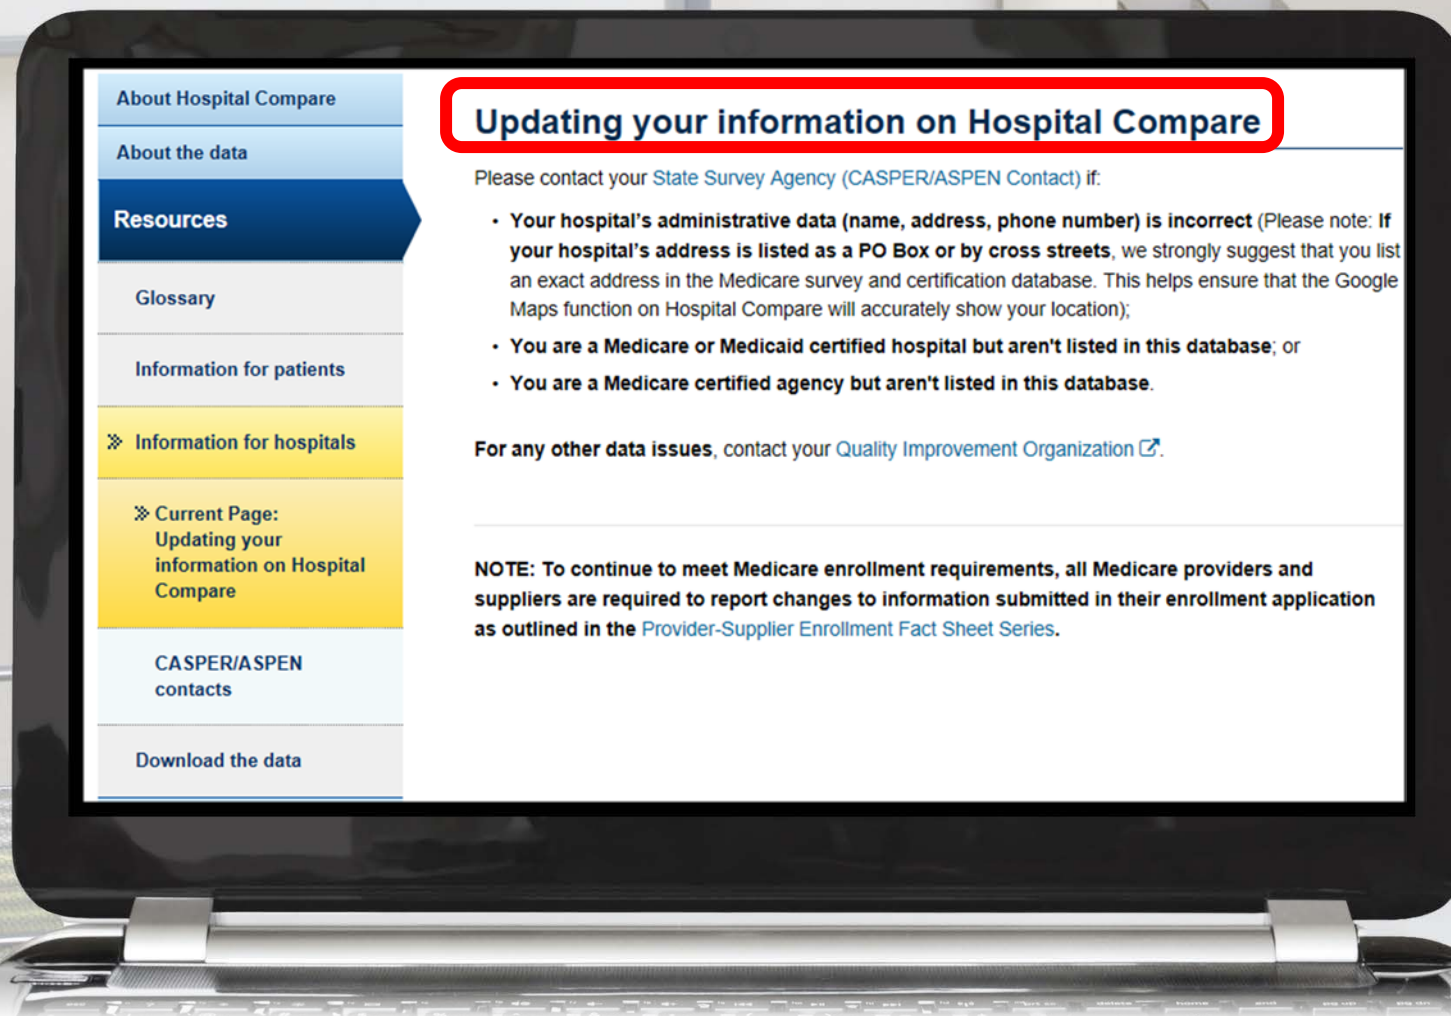 About Hospital Compare
About the data
Resources
Glossary
Information for patients
Information for hospitals
Current Page:
Updating your
information on Hospital
Compare
CASPER/ASPEN
contacts
Download the data
Updating your information on Hospital Compare
Please contact your State Survey Agency (CASPER/ASPEN Contact) if:
• Your hospital's administrative data (name, address, phone number) is incorrect (Please note: If
your hospital's address is listed as a PO Box or by cross streets, we strongly suggest that you list
an exact address in the Medicare survey and certification database. This helps ensure that the Google
Maps function on Hospital Compare will accurately show your location);
• You are a Medicare or Medicaid certified hospital but aren't listed in this database; or
• You are a Medicare certified agency but aren't listed in this database.
For any other data issues, contact your Quality Improvement Organization.
NOTE: To continue to meet Medicare enrollment requirements, all Medicare providers and
suppliers are required to report changes to information submitted in their enrollment application
as outlined in the Provider-Supplier Enrollment Fact Sheet Series.
delete home end pg up pg dn